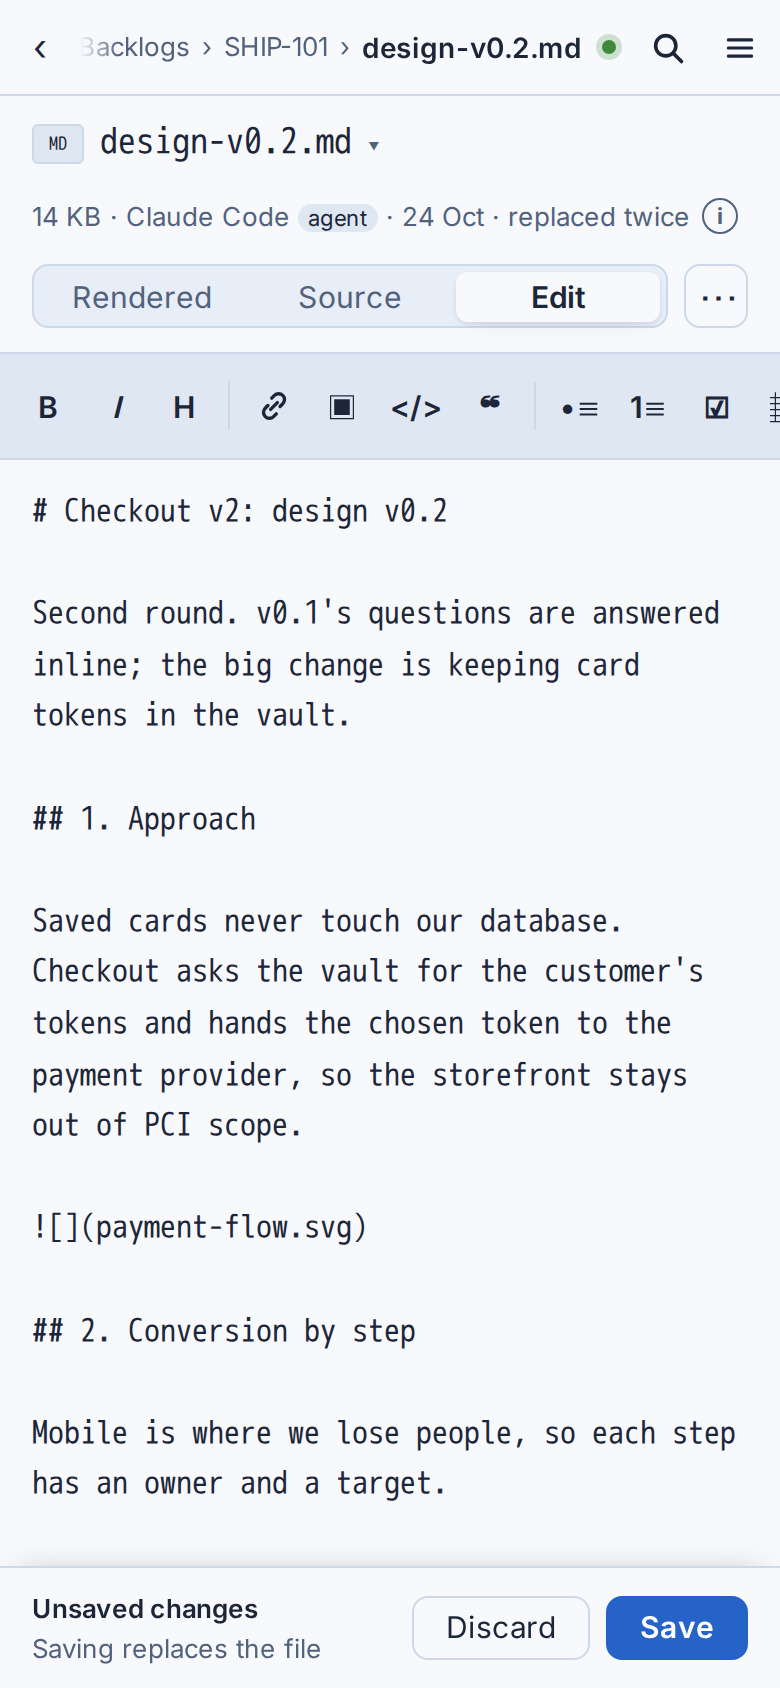 ‹ Backlogs › SHIP-101 › design-v0.2.md
MD design-v0.2.md ▾
14 KB · Claude Code agent · 24 Oct · replaced twice i
Rendered Source Edit ...
B I H </> ❝ •≡ 1≡ ☑
# Checkout v2: design v0.2
Second round. v0.1's questions are answered
inline; the big change is keeping card
tokens in the vault.
## 1. Approach
Saved cards never touch our database.
Checkout asks the vault for the customer's
tokens and hands the chosen token to the
payment provider, so the storefront stays
out of PCI scope.
![](payment-flow.svg)
## 2. Conversion by step
Mobile is where we lose people, so each step
has an owner and a target.
Unsaved changes
Saving replaces the file
Discard Save